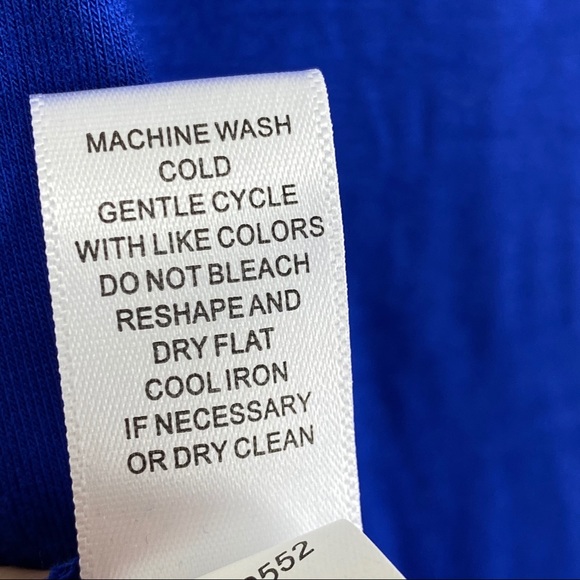 MACHINE WASH
COLD
GENTLE CYCLE
WITH LIKE COLORS
DO NOT BLEACH
RESHAPE AND
DRY FLAT
COOL IRON
IF NECESSARY
OR DRY CLEAN